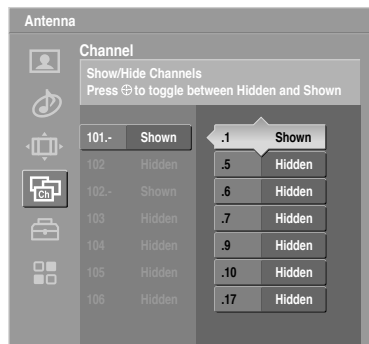 Antenna
Channel
Show/Hide Channels
Press ⊕ to toggle between Hidden and Shown
101.- Shown
.1 Shown
102 Hidden
.5 Hidden
102.- Shown
.6 Hidden
103 Hidden
.7 Hidden
104 Hidden
.9 Hidden
105 Hidden
.10 Hidden
106 Hidden
.17 Hidden
Ch